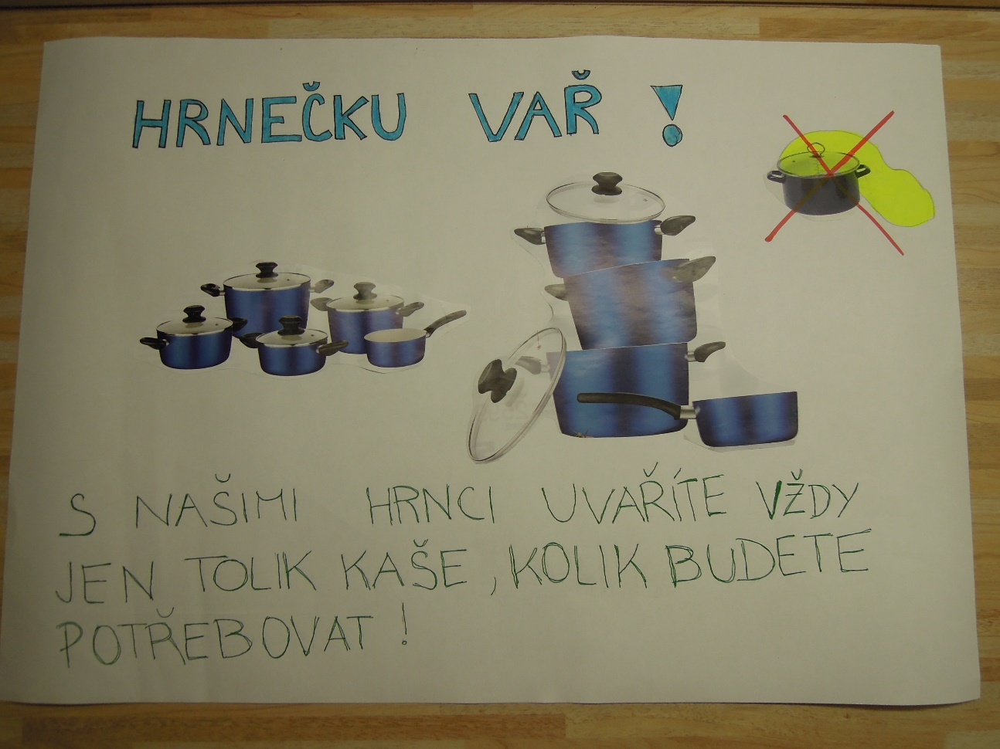 HRNEČKU VAŘ!
S NAŠIMI HRNCI UVAŘÍTE VŽDY
JEN TOLIK KAŠE, KOLIK BUDETE
POTŘEBOVAT!